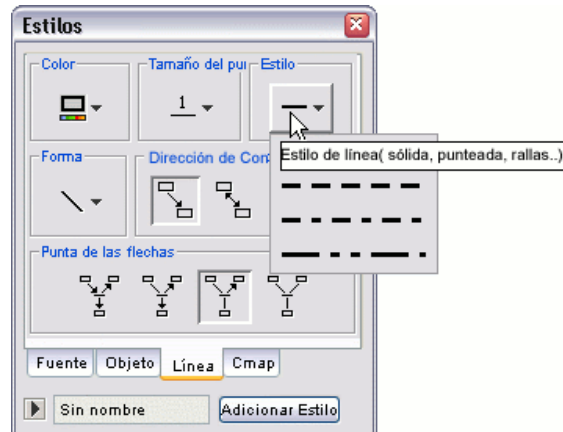 Estilos
Color
Tamaño del pur
Estilo
1
Estilo de línea( sólida, punteada, rallas..)
Forma
Dirección de Con
Punta de las flechas
Fuente
Objeto
Línea
Cmap
Sin nombre
Adicionar Estilo